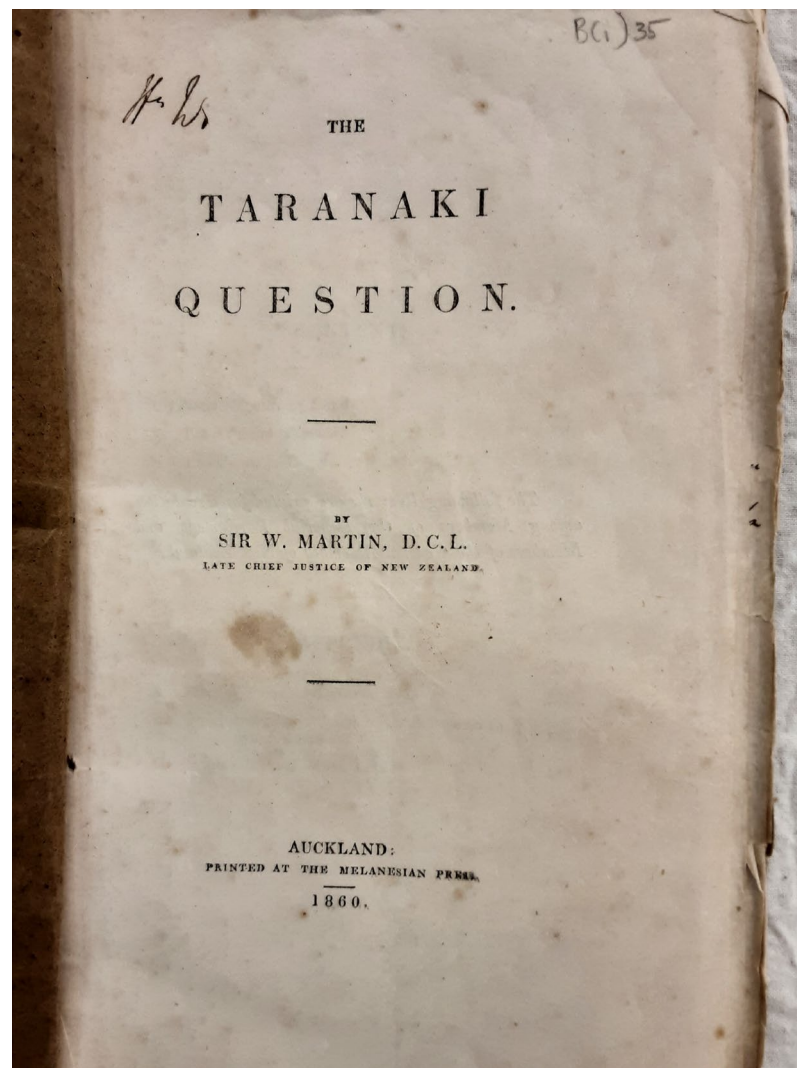 B(1)35
THE
TARANAKI
QUESTION.
BY
SIR W. MARTIN, D.C.L.
LATE CHIEF JUSTICE OF NEW ZEALAND.
AUCKLAND:
PRINTED AT THE MELANESIAN PRESS.
1860.